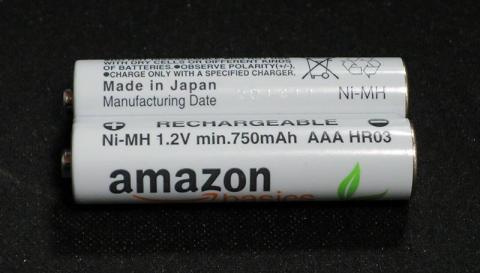 WITH DRY CELLS OR DIFFERENT KINDS
OF BATTERIES.●OBSERVE POLARITY(+/-).
●CHARGE ONLY WITH A SPECIFIED CHARGER.
Made in Japan
Manufacturing Date
Ni-MH
RECHARGEABLE
Ni-MH 1.2V min.750mAh AAA HR03
amazon
basics